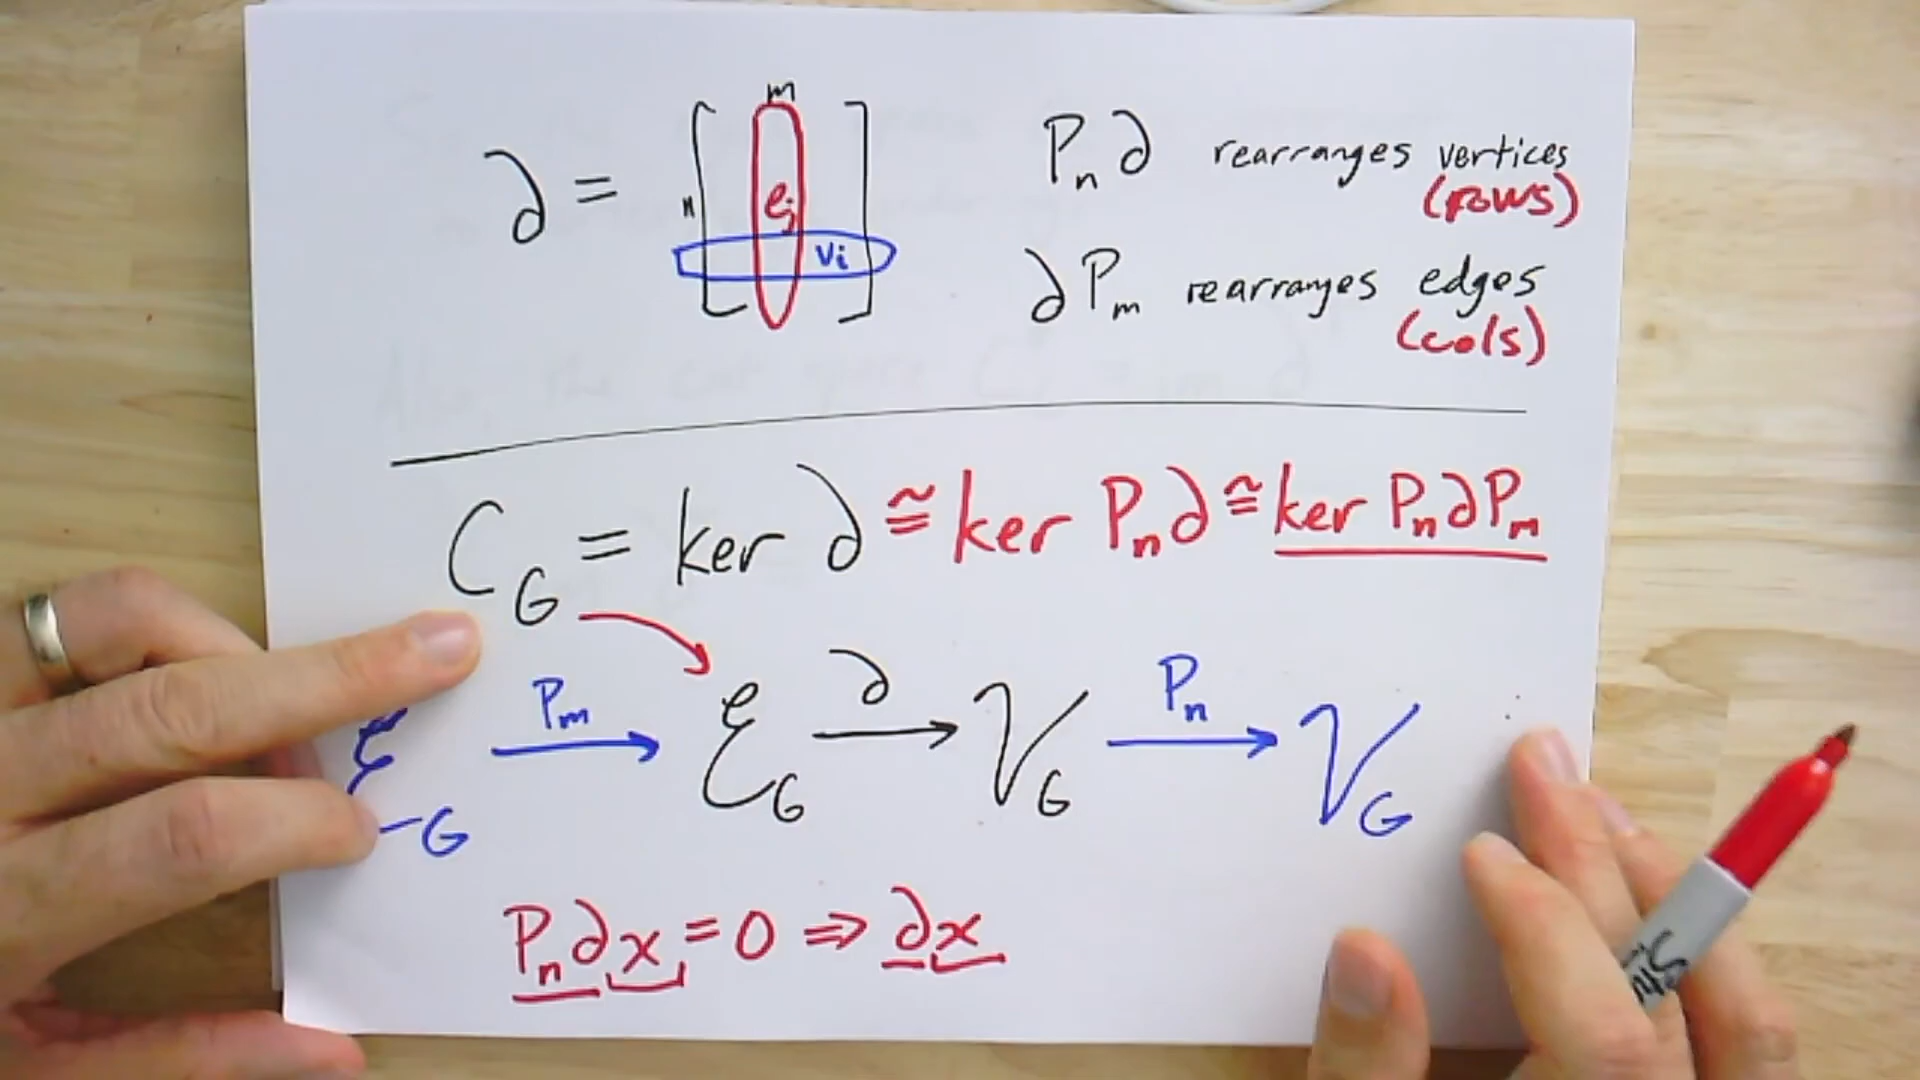 m
∂ = [ e_j ]
n
v_i
P_n ∂ rearranges vertices
(rows)
∂ P_m rearranges edges
(cols)
C_G = ker ∂ ≅ ker P_n ∂ ≅ ker P_n ∂ P_m
ℰ_G —P_m→ ℰ_G —∂→ 𝒱_G —P_n→ 𝒱_G
P_n ∂ x = 0 ⇒ ∂ x